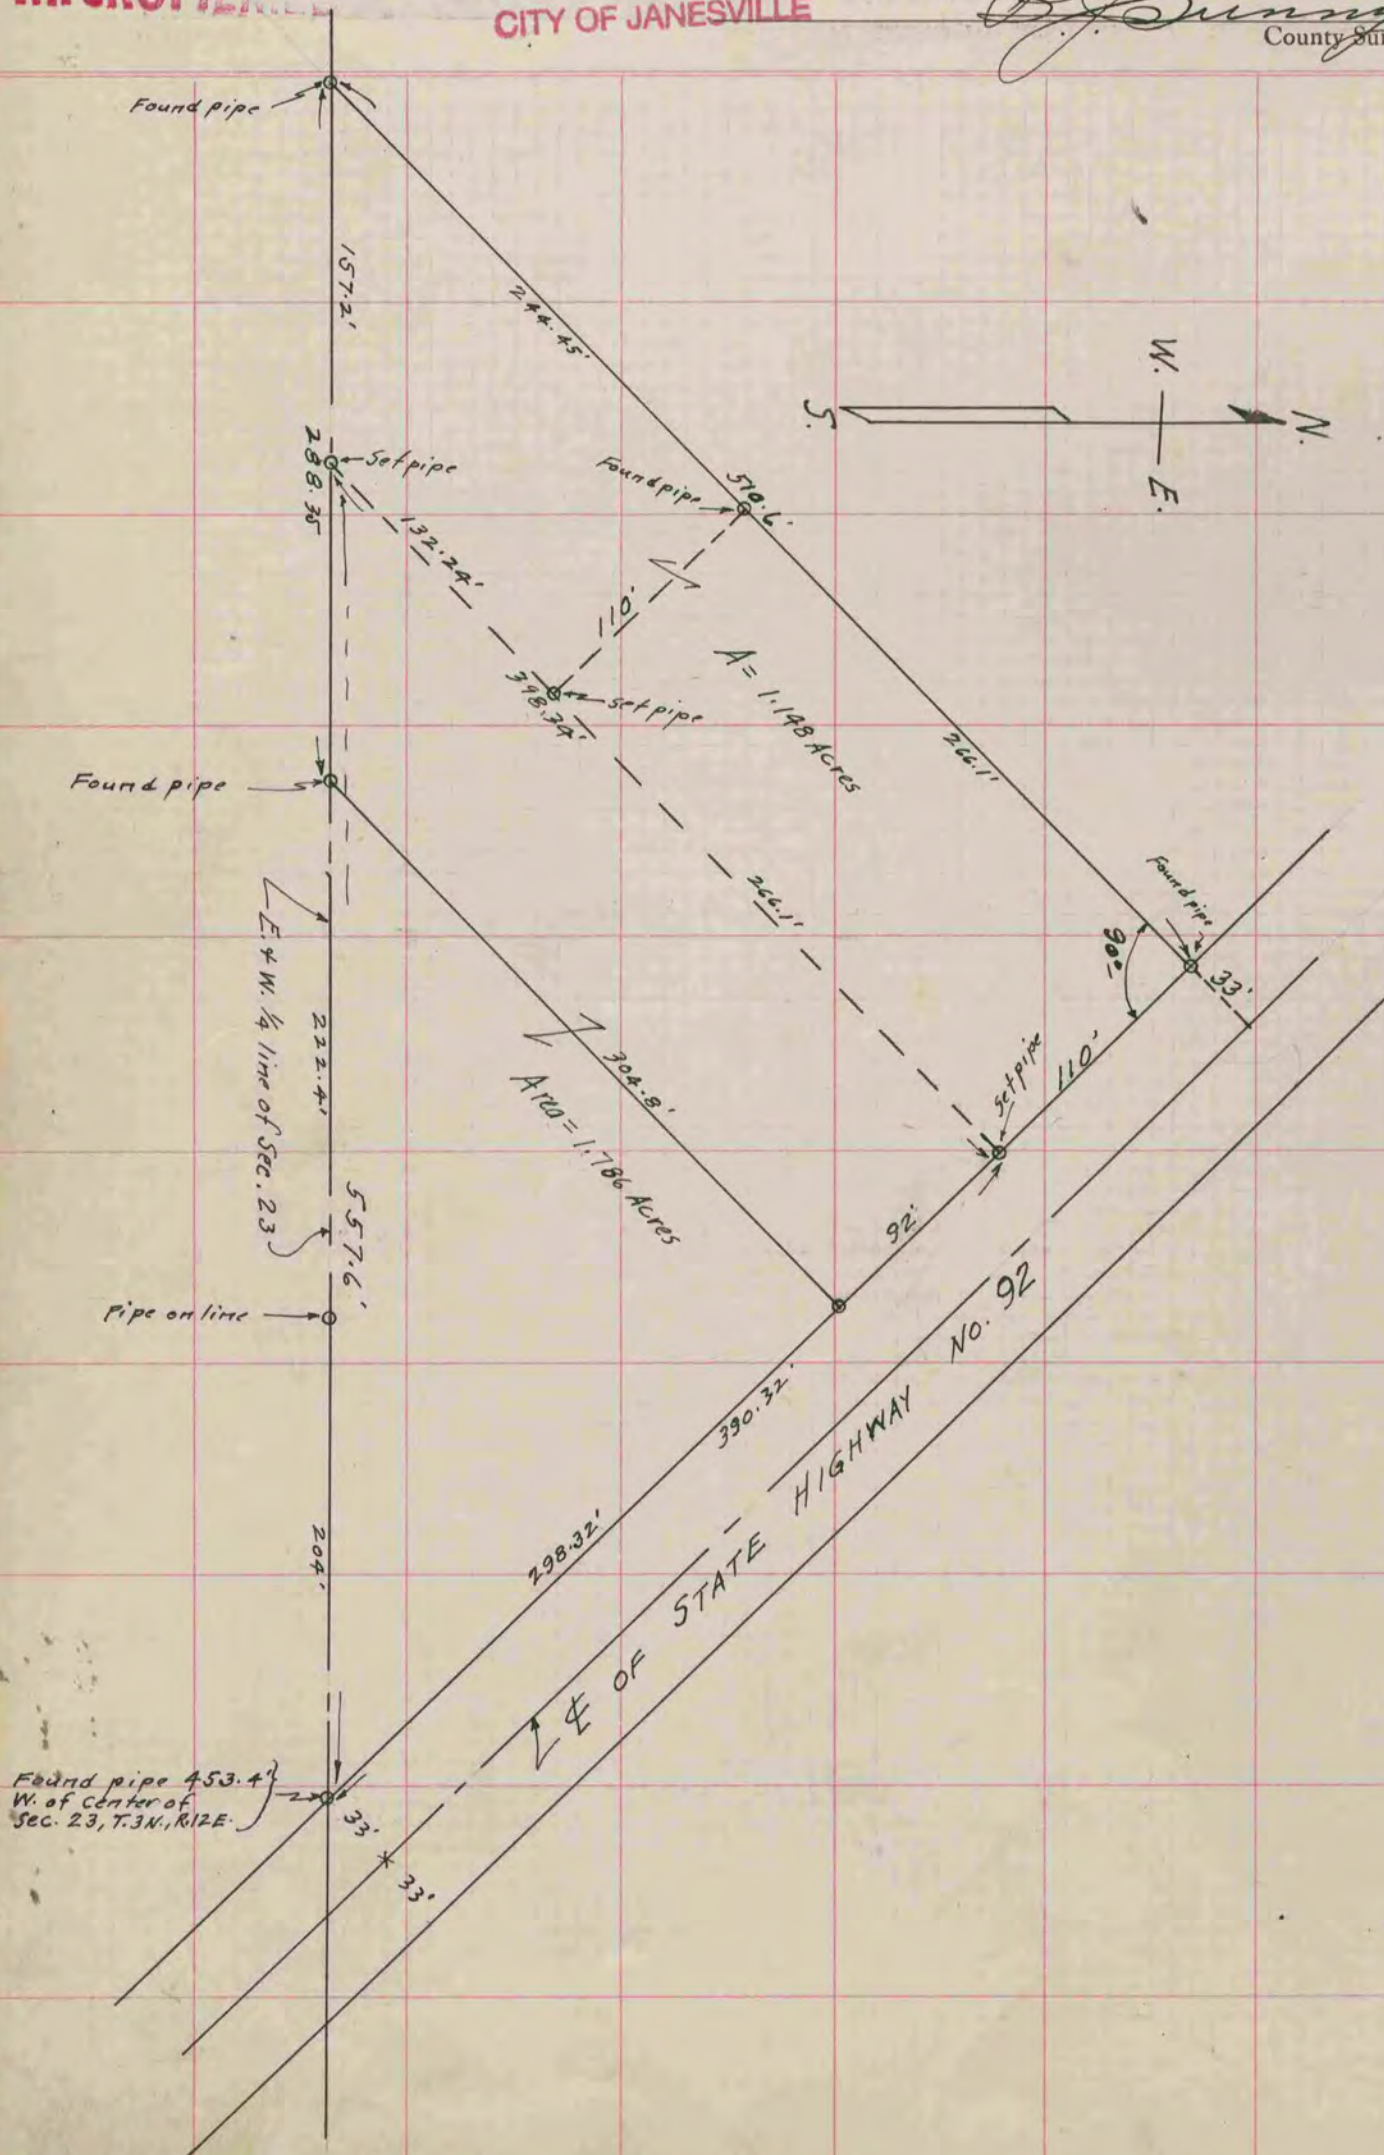 CITY OF JANESVILLE
County
Found pipe
157.2'
244.45'
W.
N.
S.
E.
288.35
Set pipe
Found pipe
510.6'
132.24'
110'
398.34'
set pipe
A = 1.148 Acres
266.1'
Found pipe
266.1'
Found pipe
90°
33'
E. & W. ¼ line of Sec. 23
222.4'
304.8'
Area = 1.786 Acres
set pipe
110'
92'
557.6'
Pipe on line
390.32'
298.32'
204'
℄ OF STATE HIGHWAY NO. 92
Found pipe 453.4'
W. of center of
Sec. 23, T.3N., R.12E.
33'
33'